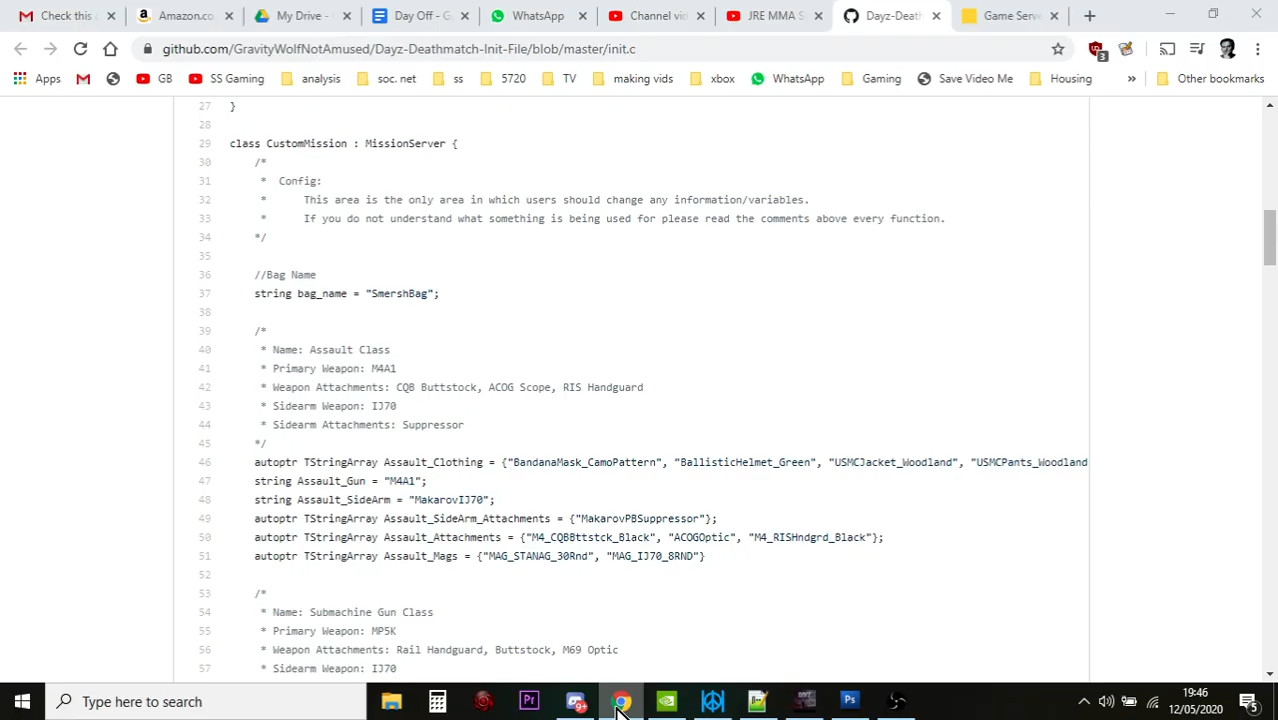 Check this
Amazon.co
My Drive -
Day Off - G
WhatsApp
Channel vi
JRE MMA S
Dayz-Deat
Game Serv
github.com/GravityWolfNotAmused/Dayz-Deathmatch-Init-File/blob/master/init.c
3
Apps
GB
SS Gaming
analysis
soc. net
ss
5720
TV
making vids
xbox
WhatsApp
Gaming
Save Video Me
Housing
»
Other bookmarks
27 }
28
29 class CustomMission : MissionServer {
30 /*
31 * Config:
32 * This area is the only area in which users should change any information/variables.
33 * If you do not understand what something is being used for please read the comments above every function.
34 */
35
36 //Bag Name
37 string bag_name = "SmershBag";
38
39 /*
40 * Name: Assault Class
41 * Primary Weapon: M4A1
42 * Weapon Attachments: CQB Buttstock, ACOG Scope, RIS Handguard
43 * Sidearm Weapon: IJ70
44 * Sidearm Attachments: Suppressor
45 */
46 autoptr TStringArray Assault_Clothing = {"BandanaMask_CamoPattern", "BallisticHelmet_Green", "USMCJacket_Woodland", "USMCPants_Woodland
47 string Assault_Gun = "M4A1";
48 string Assault_SideArm = "MakarovIJ70";
49 autoptr TStringArray Assault_SideArm_Attachments = {"MakarovPBSuppressor"};
50 autoptr TStringArray Assault_Attachments = {"M4_CQBBttstck_Black", "ACOGOptic", "M4_RISHndgrd_Black"};
51 autoptr TStringArray Assault_Mags = {"MAG_STANAG_30Rnd", "MAG_IJ70_8RND"}
52
53 /*
54 * Name: Submachine Gun Class
55 * Primary Weapon: MP5K
56 * Weapon Attachments: Rail Handguard, Buttstock, M69 Optic
57 * Sidearm Weapon: IJ70
Type here to search
Pr
Ps
19:46
12/05/2020
5